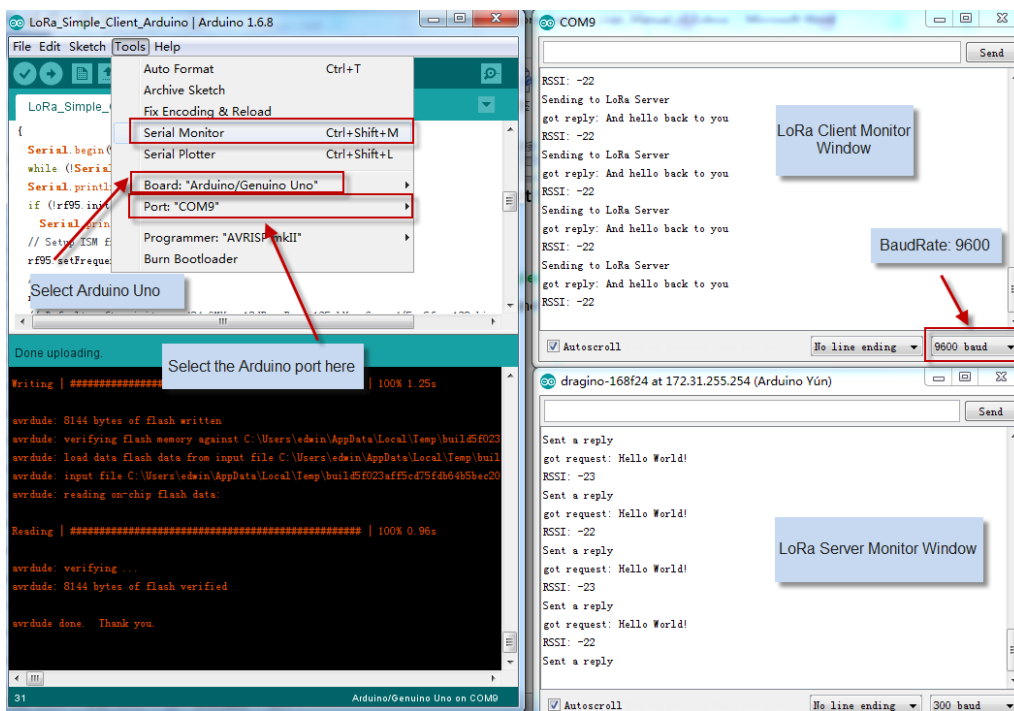 LoRa_Simple_Client_Arduino | Arduino 1.6.8
File Edit Sketch Tools Help
LoRa_Simple_
Auto Format Ctrl+T
Archive Sketch
Fix Encoding & Reload
Serial Monitor Ctrl+Shift+M
Serial Plotter Ctrl+Shift+L
Board: "Arduino/Genuino Uno"
Port: "COM9"
Programmer: "AVRISP mkII"
Burn Bootloader
{
Serial.begin(
while (!Serial
Serial.printl
if (!rf95.init
Serial.prin
// Setup ISM f
rf95.setFreque
Select Arduino Uno
Select the Arduino port here
Done uploading.
Writing | ################ | 100% 1.25s
avrdude: 8144 bytes of flash written
avrdude: verifying flash memory against C:\Users\edwin\AppData\Local\Temp\build5f023
avrdude: load data flash data from input file C:\Users\edwin\AppData\Local\Temp\buil
avrdude: input file C:\Users\edwin\AppData\Local\Temp\build5f023aff5cd75fdb64b5bec20
avrdude: reading on-chip flash data:
Reading | ################################################## | 100% 0.96s
avrdude: verifying ...
avrdude: 8144 bytes of flash verified
avrdude done.  Thank you.
31
Arduino/Genuino Uno on COM9
COM9
Send
RSSI: -22
Sending to LoRa Server
got reply: And hello back to you
RSSI: -22
Sending to LoRa Server
got reply: And hello back to you
RSSI: -22
Sending to LoRa Server
got reply: And hello back to you
RSSI: -22
Sending to LoRa Server
got reply: And hello back to you
RSSI: -22
LoRa Client Monitor
Window
BaudRate: 9600
Autoscroll
No line ending
9600 baud
dragino-168f24 at 172.31.255.254 (Arduino Yún)
Send
Sent a reply
got request: Hello World!
RSSI: -23
Sent a reply
got request: Hello World!
RSSI: -22
Sent a reply
got request: Hello World!
RSSI: -23
Sent a reply
got request: Hello World!
RSSI: -22
Sent a reply
LoRa Server Monitor Window
Autoscroll
No line ending
300 baud